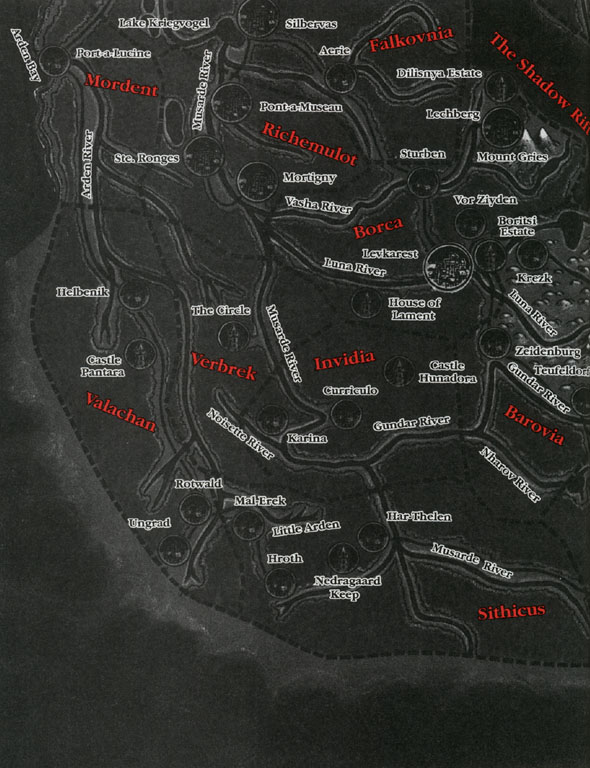 Lake Kriegvogel
Silbervas
Falkovnia
The Shadow Rift
Arden Bay
Port-a-Lucine
Aerie
Dilisnya Estate
Mordent
Musarde River
Pont-a-Museau
Lechberg
Richemulot
Arden River
Ste. Ronges
Sturben
Mount Gries
Mortigny
Vasha River
Vor Ziyden
Borca
Boritsi
Estate
Levkarest
Luna River
Krezk
Helbenik
House of
Lament
Luna River
The Circle
Musarde River
Zeidenburg
Castle
Pantara
Verbrek
Invidia
Castle
Hunadora
Teufeldorf
Gundar River
Valachan
Curriculo
Noisette River
Karina
Gundar River
Barovia
Nharov River
Rotwald
Mal-Erek
Ungrad
Little Arden
Har-Thelen
Hroth
Musarde River
Nedragaard
Keep
Sithicus